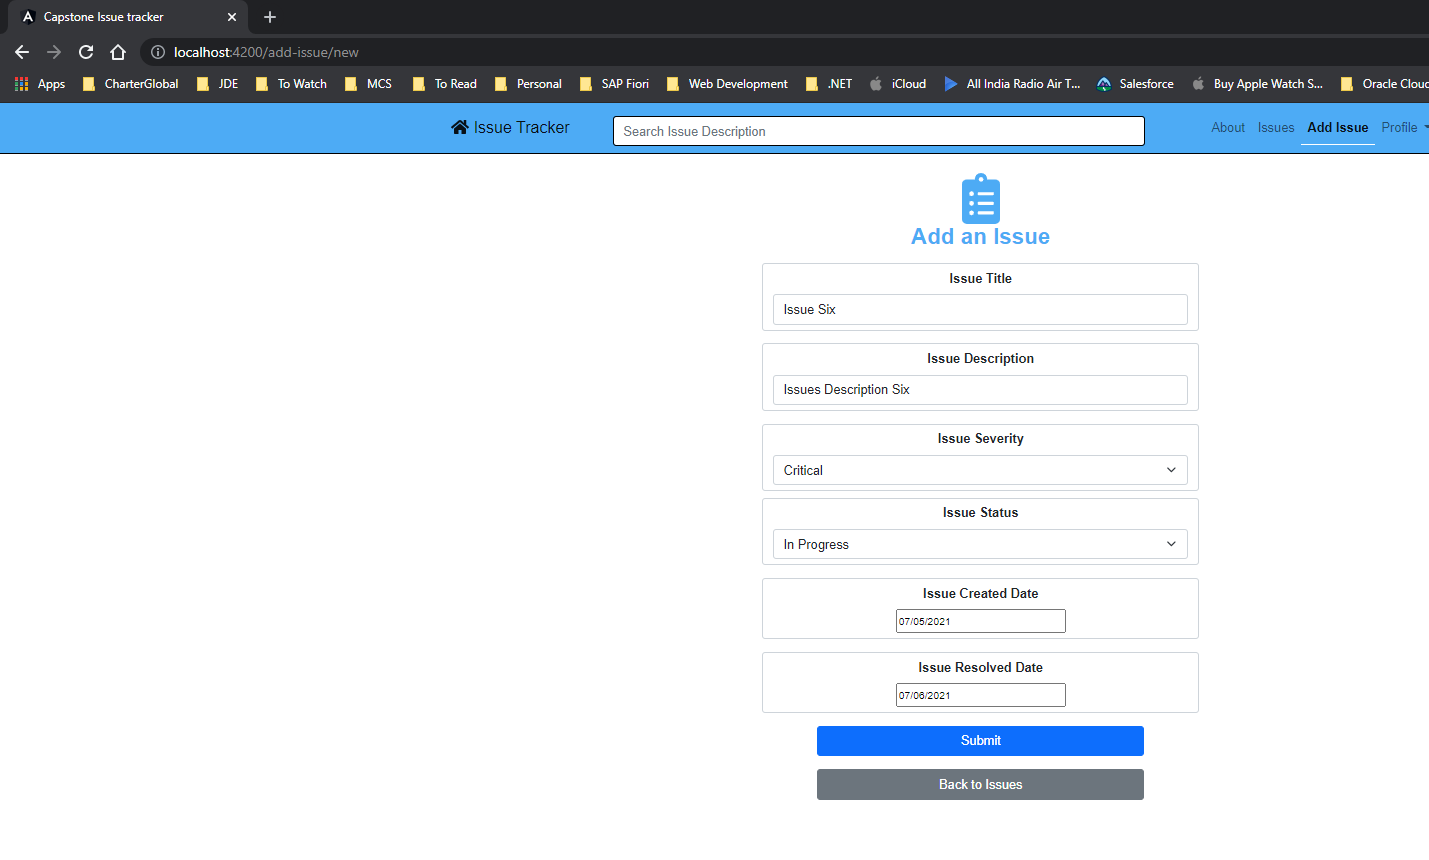 Capstone Issue tracker
localhost:4200/add-issue/new
Apps CharterGlobal JDE To Watch MCS To Read Personal SAP Fiori Web Development .NET iCloud All India Radio Air T... Salesforce Buy Apple Watch S... Oracle Clou
Issue Tracker Search Issue Description About Issues Add Issue Profile
Add an Issue
Issue Title
Issue Six
Issue Description
Issues Description Six
Issue Severity
Critical
Issue Status
In Progress
Issue Created Date
07/05/2021
Issue Resolved Date
07/06/2021
Submit
Back to Issues